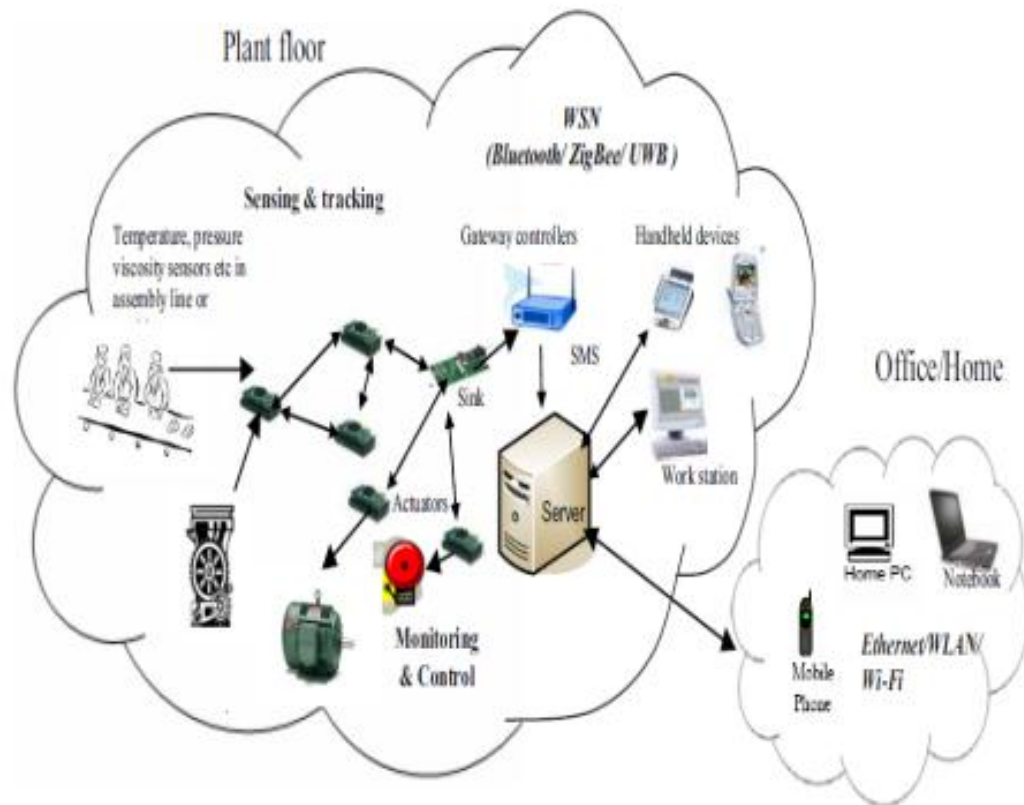 Plant floor
WSN
(Bluetooth/ ZigBee/ UWB )
Sensing & tracking
Temperature, pressure
viscosity sensors etc in
assembly line or
Gateway controllers
Handheld devices
SMS
Sink
Office/Home
Work station
Actuators
Server
Home PC
Notebook
Monitoring
& Control
Mobile
Phone
Ethernet/WLAN/
Wi-Fi